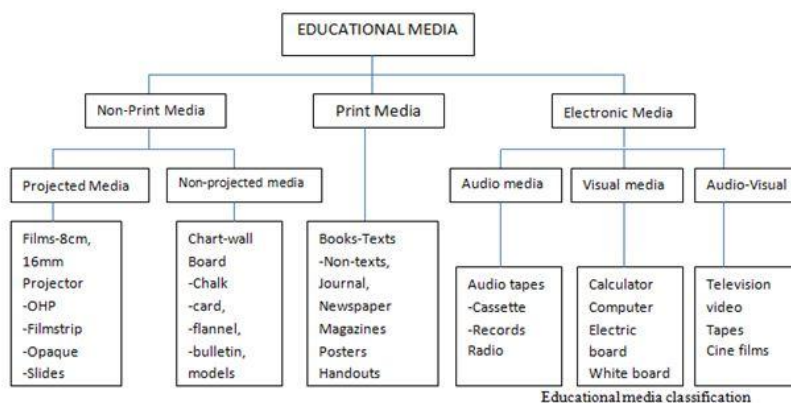 EDUCATIONAL MEDIA
Non-Print Media
Print Media
Electronic Media
Projected Media
Non-projected media
Audio media
Visual media
Audio-Visual
Films-8cm,
16mm
Projector
-OHP
-Filmstrip
-Opaque
-Slides
Chart-wall
Board
-Chalk
-card,
-flannel,
-bulletin,
models
Books-Texts
-Non-texts,
Journal,
Newspaper
Magazines
Posters
Handouts
Audio tapes
-Cassette
-Records
Radio
Calculator
Computer
Electric
board
White board
Television
video
Tapes
Cine films
Educational media classification